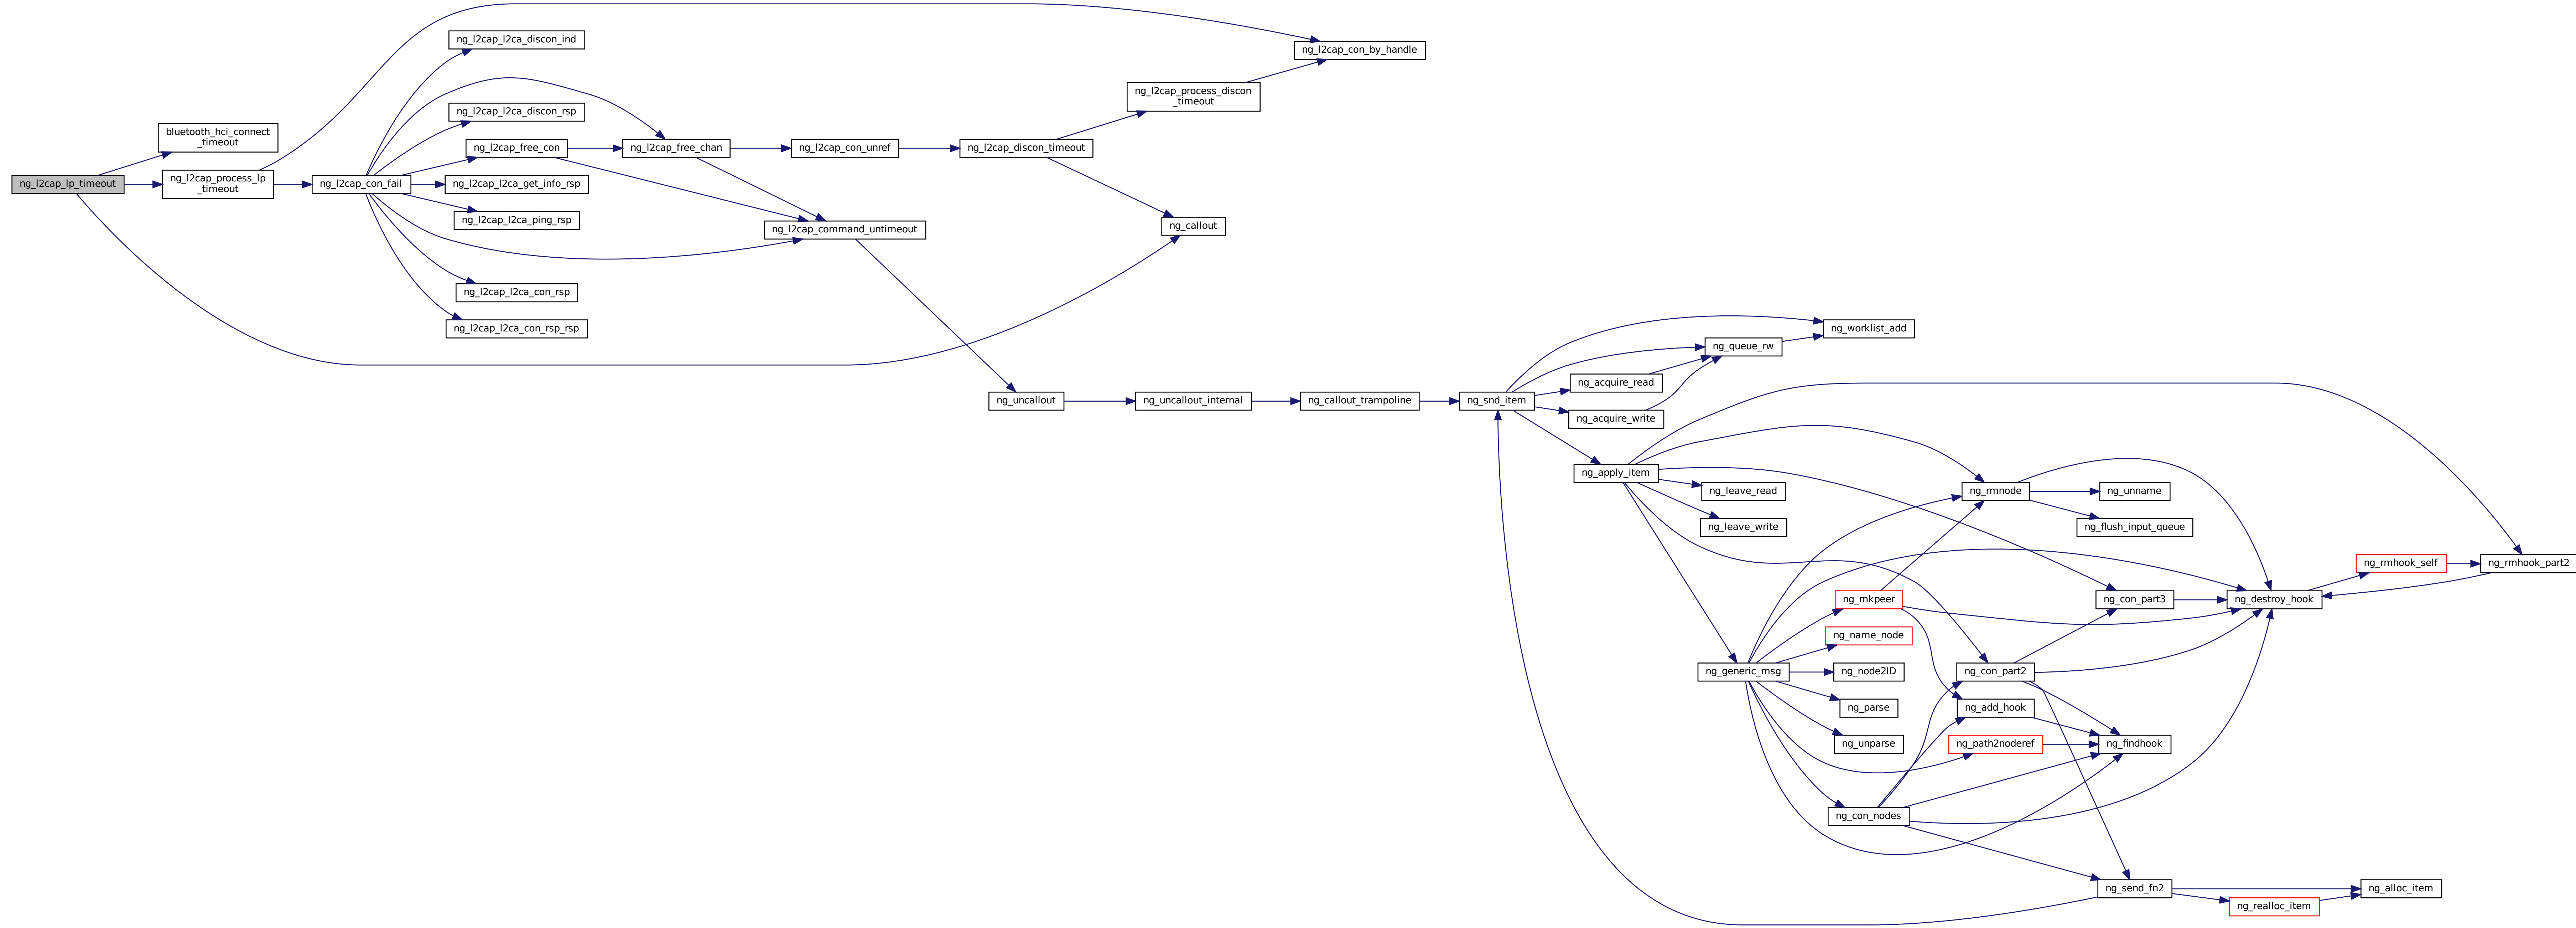 ng_l2cap_lp_timeout
bluetooth_hci_connect
_timeout
ng_l2cap_process_lp
_timeout
ng_l2cap_con_fail
ng_l2cap_l2ca_discon_ind
ng_l2cap_l2ca_discon_rsp
ng_l2cap_free_con
ng_l2cap_l2ca_get_info_rsp
ng_l2cap_l2ca_ping_rsp
ng_l2cap_l2ca_con_rsp
ng_l2cap_l2ca_con_rsp_rsp
ng_l2cap_free_chan
ng_l2cap_command_untimeout
ng_l2cap_con_unref
ng_l2cap_discon_timeout
ng_l2cap_process_discon
_timeout
ng_callout
ng_l2cap_con_by_handle
ng_uncallout
ng_uncallout_internal
ng_callout_trampoline
ng_snd_item
ng_worklist_add
ng_queue_rw
ng_acquire_read
ng_acquire_write
ng_apply_item
ng_leave_read
ng_leave_write
ng_generic_msg
ng_mkpeer
ng_name_node
ng_node2ID
ng_parse
ng_unparse
ng_con_nodes
ng_rmnode
ng_con_part2
ng_add_hook
ng_path2noderef
ng_unname
ng_flush_input_queue
ng_con_part3
ng_findhook
ng_send_fn2
ng_destroy_hook
ng_realloc_item
ng_rmhook_self
ng_alloc_item
ng_rmhook_part2